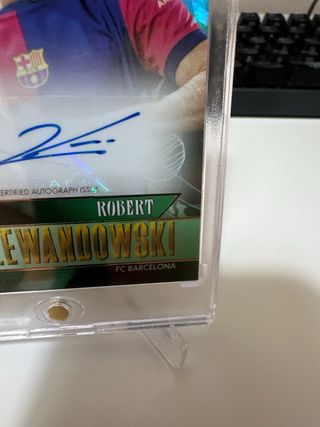 CERTIFIED AUTOGRAPH ISSUE
ROBERT
LEWANDOWSKI
FC BARCELONA